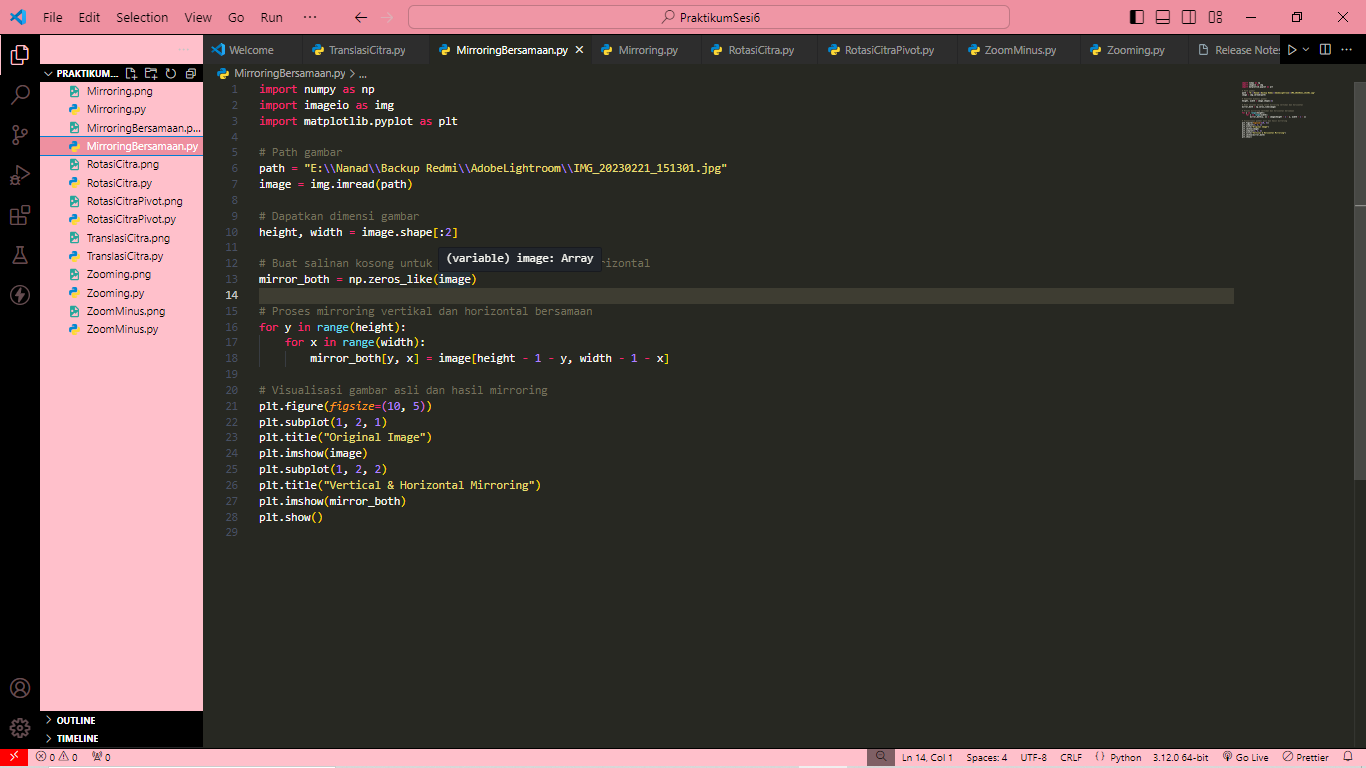 File Edit Selection View Go Run ··· PraktikumSesi6
Welcome TranslasiCitra.py MirroringBersamaan.py Mirroring.py RotasiCitra.py RotasiCitraPivot.py ZoomMinus.py Zooming.py Release Notes
PRAKTIKUM...
Mirroring.png
Mirroring.py
MirroringBersamaan.p...
MirroringBersamaan.py
RotasiCitra.png
RotasiCitra.py
RotasiCitraPivot.png
RotasiCitraPivot.py
TranslasiCitra.png
TranslasiCitra.py
Zooming.png
Zooming.py
ZoomMinus.png
ZoomMinus.py
OUTLINE
TIMELINE
MirroringBersamaan.py > ...
1 import numpy as np
2 import imageio as img
3 import matplotlib.pyplot as plt
4
5 # Path gambar
6 path = "E:\\Nanad\\Backup Redmi\\AdobeLightroom\\IMG_20230221_151301.jpg"
7 image = img.imread(path)
8
9 # Dapatkan dimensi gambar
10 height, width = image.shape[:2]
11
(variable) image: Array
12 # Buat salinan kosong untuk rizontal
13 mirror_both = np.zeros_like(image)
14
15 # Proses mirroring vertikal dan horizontal bersamaan
16 for y in range(height):
17 for x in range(width):
18 mirror_both[y, x] = image[height - 1 - y, width - 1 - x]
19
20 # Visualisasi gambar asli dan hasil mirroring
21 plt.figure(figsize=(10, 5))
22 plt.subplot(1, 2, 1)
23 plt.title("Original Image")
24 plt.imshow(image)
25 plt.subplot(1, 2, 2)
26 plt.title("Vertical & Horizontal Mirroring")
27 plt.imshow(mirror_both)
28 plt.show()
29
0 0 0 Ln 14, Col 1 Spaces: 4 UTF-8 CRLF Python 3.12.0 64-bit Go Live Prettier